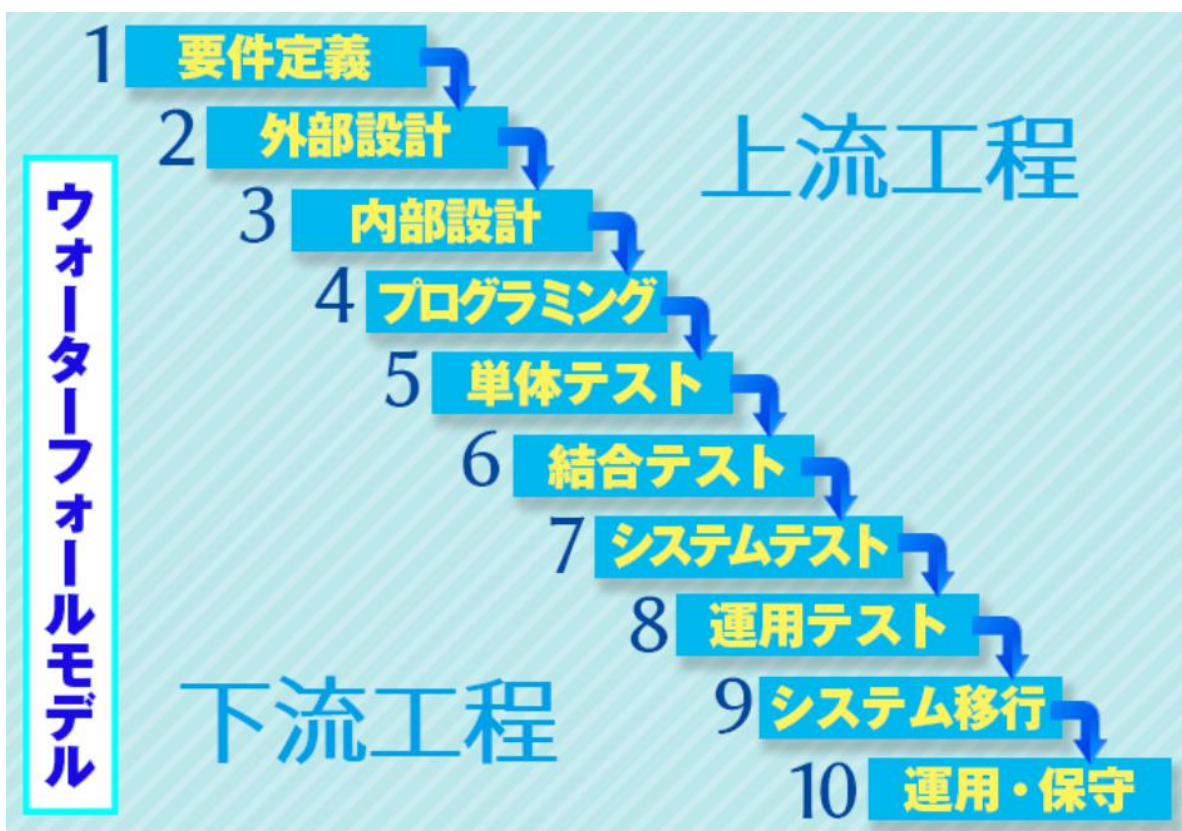 1 要件定義
2 外部設計
上流工程
3 内部設計
4 プログラミング
5 単体テスト
6 結合テスト
7 システムテスト
8 運用テスト
9 システム移行
10 運用・保守
下流工程
ウォーターフォールモデル